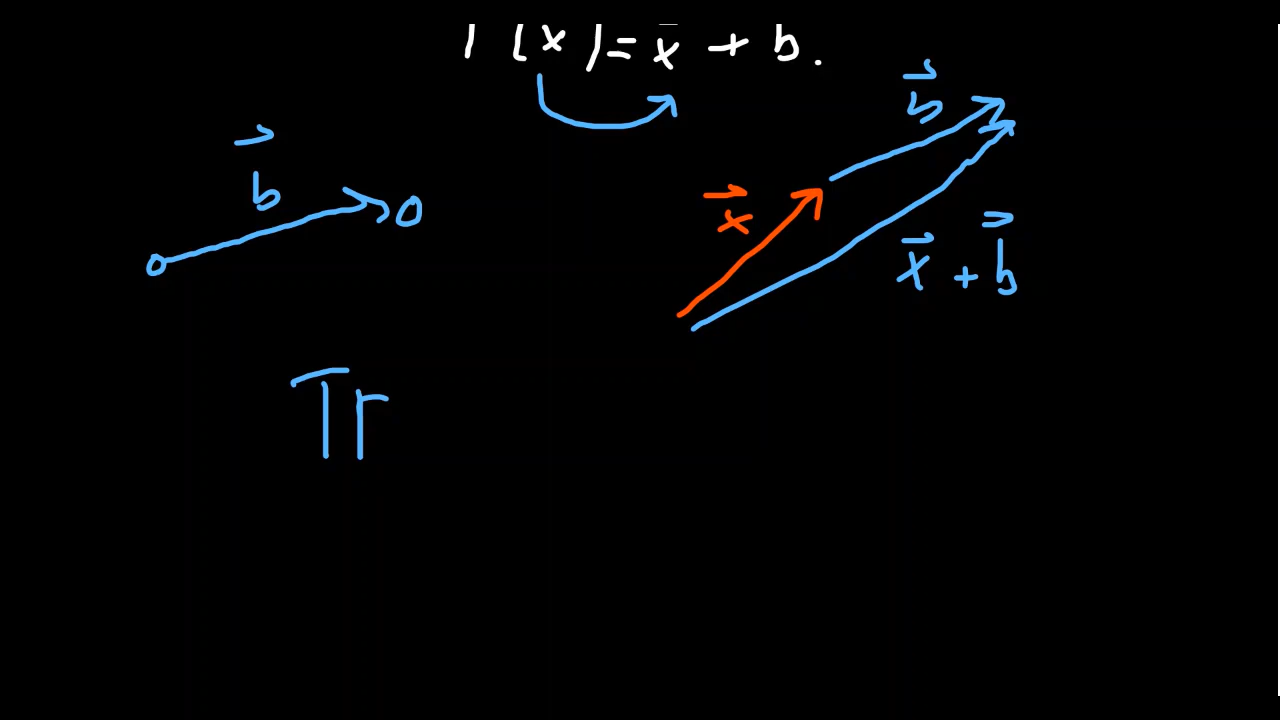 T(x) = x̄ + b.
b⃗
b⃗
x⃗
x⃗ + b⃗
Tr